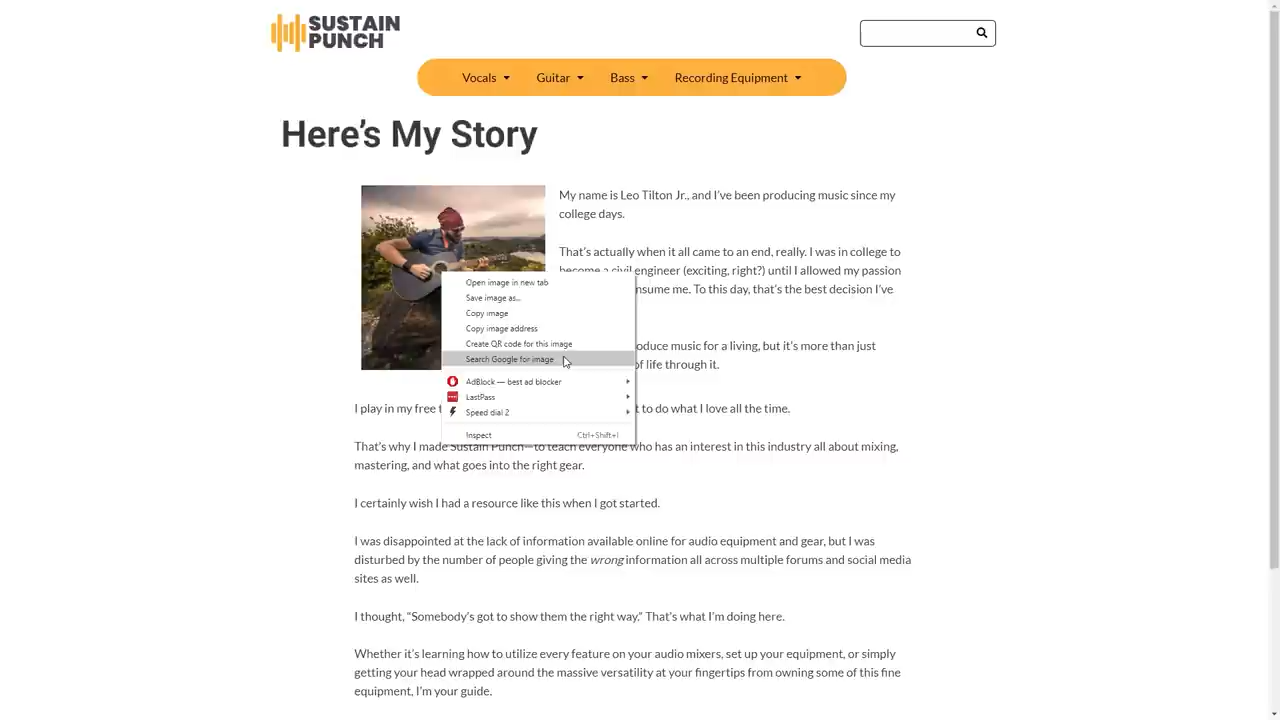 SUSTAIN
PUNCH
Vocals Guitar Bass Recording Equipment
Here's My Story
My name is Leo Tilton Jr., and I've been producing music since my
college days.
That's actually when it all came to an end, really. I was in college to
become a civil engineer (exciting, right?) until I allowed my passion
nsume me. To this day, that's the best decision I've
oduce music for a living, but it's more than just
of life through it.
Open image in new tab
Save image as...
Copy image
Copy image address
Create QR code for this image
Search Google for image
AdBlock — best ad blocker
LastPass
Speed dial 2
Inspect Ctrl+Shift+I
I play in my free t to do what I love all the time.
That's why I made Sustain Punch—to teach everyone who has an interest in this industry all about mixing,
mastering, and what goes into the right gear.
I certainly wish I had a resource like this when I got started.
I was disappointed at the lack of information available online for audio equipment and gear, but I was
disturbed by the number of people giving the wrong information all across multiple forums and social media
sites as well.
I thought, "Somebody's got to show them the right way." That's what I'm doing here.
Whether it's learning how to utilize every feature on your audio mixers, set up your equipment, or simply
getting your head wrapped around the massive versatility at your fingertips from owning some of this fine
equipment, I'm your guide.